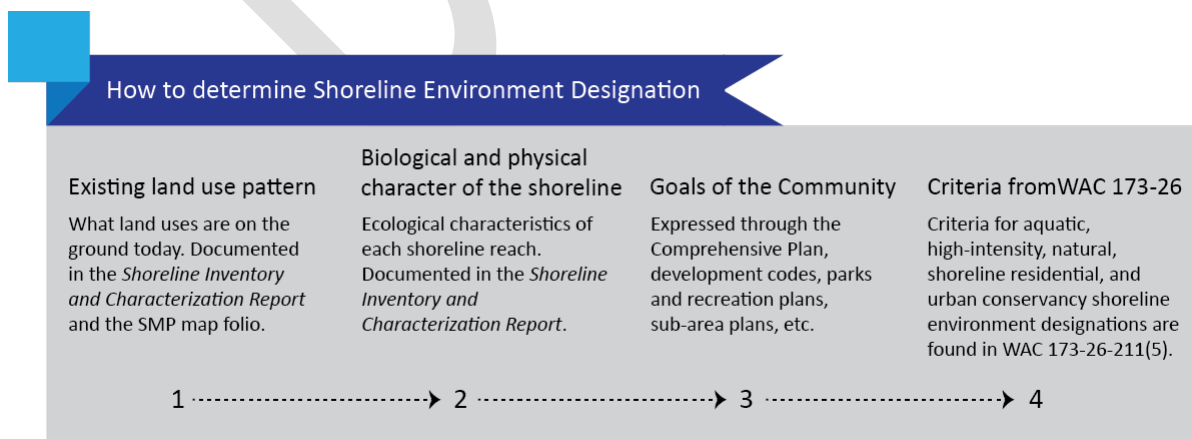 How to determine Shoreline Environment Designation
Existing land use pattern
What land uses are on the
ground today. Documented
in the Shoreline Inventory
and Characterization Report
and the SMP map folio.
Biological and physical
character of the shoreline
Ecological characteristics of
each shoreline reach.
Documented in the Shoreline
Inventory and
Characterization Report.
Goals of the Community
Expressed through the
Comprehensive Plan,
development codes, parks
and recreation plans,
sub-area plans, etc.
Criteria fromWAC 173-26
Criteria for aquatic,
high-intensity, natural,
shoreline residential, and
urban conservancy shoreline
environment designations are
found in WAC 173-26-211(5).
1 2 3 4